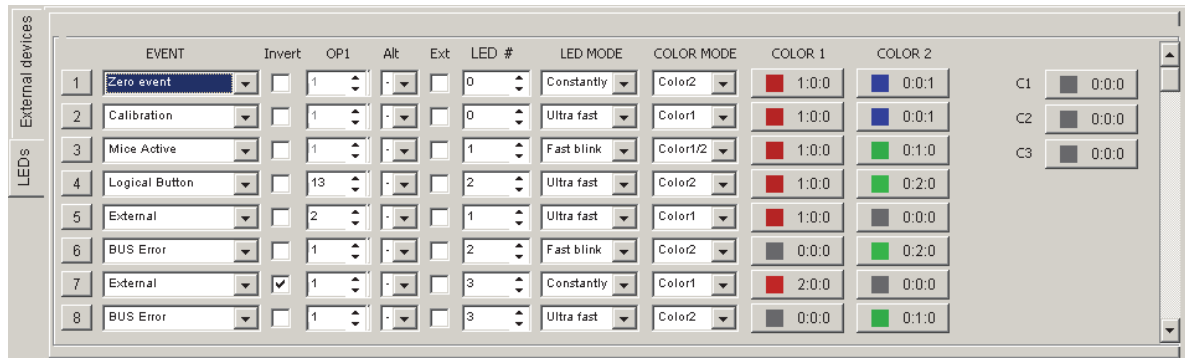 External devices
LEDs
EVENT Invert OP1 Alt Ext LED # LED MODE COLOR MODE COLOR 1 COLOR 2
1 Zero event 1 - 0 Constantly Color2 1:0:0 0:0:1 C1 0:0:0
2 Calibration 1 - 0 Ultra fast Color1 1:0:0 0:0:1 C2 0:0:0
3 Mice Active 1 - 1 Fast blink Color1/2 1:0:0 0:1:0 C3 0:0:0
4 Logical Button 13 - 2 Ultra fast Color2 1:0:0 0:2:0
5 External 2 - 1 Ultra fast Color1 1:0:0 0:0:0
6 BUS Error 1 - 2 Fast blink Color2 0:0:0 0:2:0
7 External 1 - 3 Constantly Color1 2:0:0 0:0:0
8 BUS Error 1 - 3 Ultra fast Color2 0:0:0 0:1:0